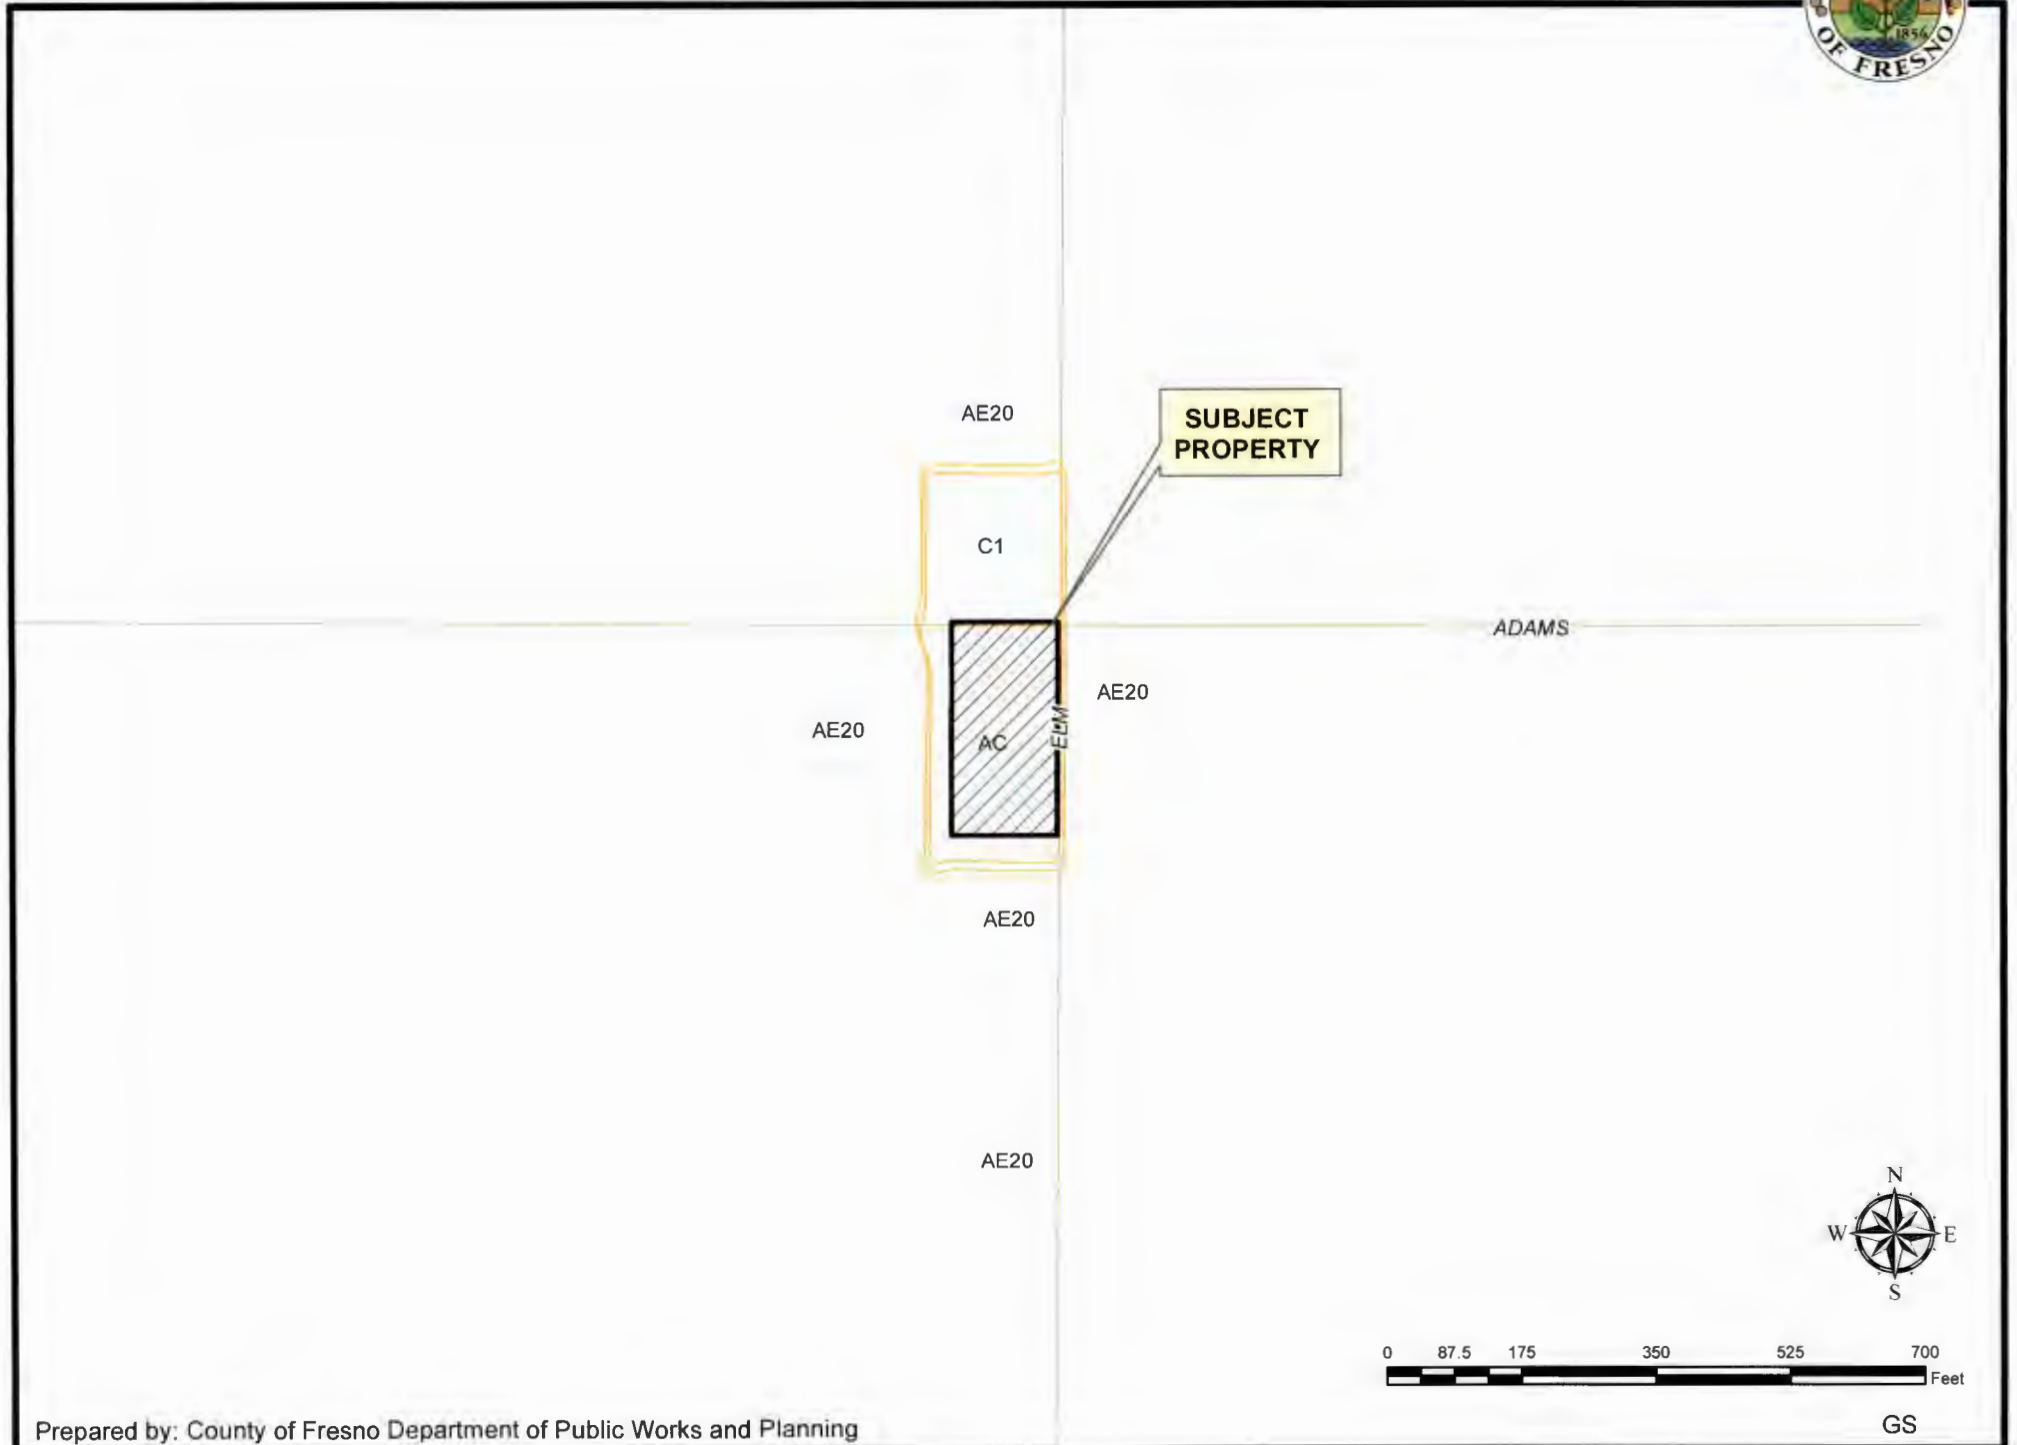 1856
OF FRESNO
AE20
SUBJECT
PROPERTY
C1
ADAMS
AE20
AE20
AC
ELM
AE20
AE20
N
W E
S
0 87.5 175 350 525 700
Feet
Prepared by: County of Fresno Department of Public Works and Planning
GS